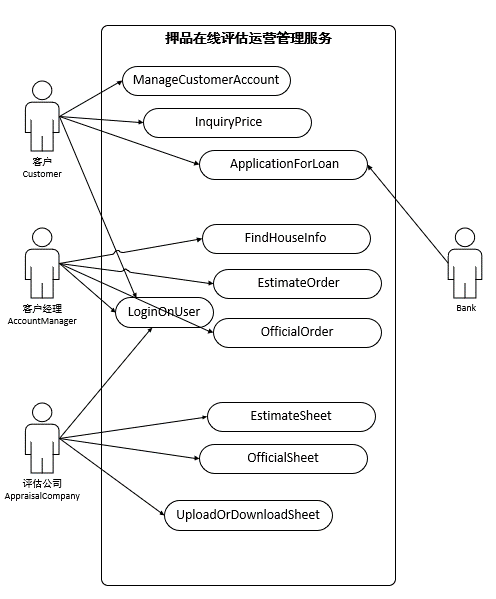 押品在线评估运营管理服务
ManageCustomerAccount
InquiryPrice
ApplicationForLoan
客户
Customer
FindHouseInfo
EstimateOrder
客户经理
AccountManager
LoginOnUser
OfficialOrder
Bank
EstimateSheet
OfficialSheet
评估公司
AppraisalCompany
UploadOrDownloadSheet